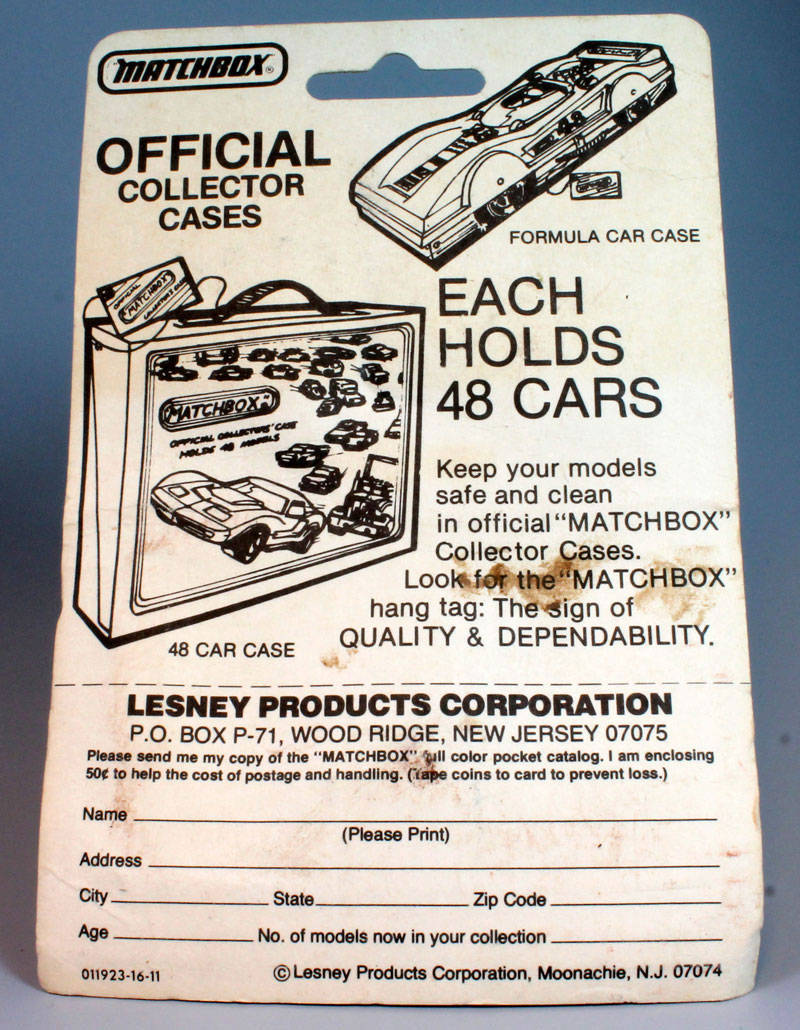 "MATCHBOX"®
OFFICIAL
COLLECTOR
CASES
FORMULA CAR CASE
OFFICIAL
"MATCHBOX"
COLLECTOR'S CASE
EACH
HOLDS
48 CARS
"MATCHBOX"
OFFICIAL COLLECTORS' CASE
HOLDS 48 MODELS
Keep your models
safe and clean
in official "MATCHBOX"
Collector Cases.
Look for the "MATCHBOX"
hang tag: The sign of
QUALITY & DEPENDABILITY.
48 CAR CASE
LESNEY PRODUCTS CORPORATION
P.O. BOX P-71, WOOD RIDGE, NEW JERSEY 07075
Please send me my copy of the "MATCHBOX" full color pocket catalog. I am enclosing
50¢ to help the cost of postage and handling. (Tape coins to card to prevent loss.)
Name
(Please Print)
Address
City State Zip Code
Age No. of models now in your collection
011923-16-11 © Lesney Products Corporation, Moonachie, N.J. 07074